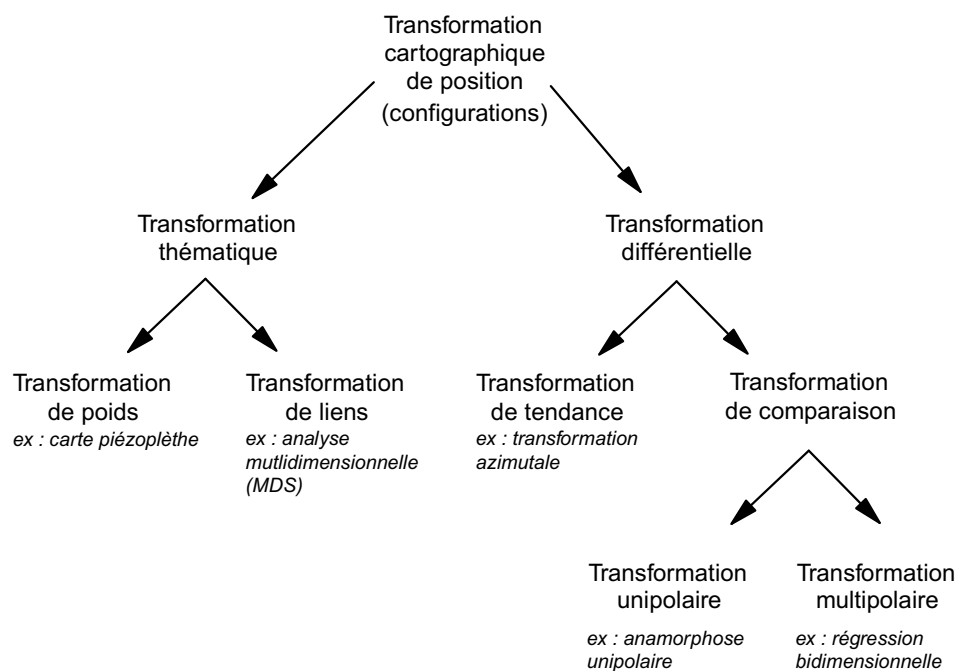 Transformation
cartographique
de position
(configurations)
Transformation
thématique
Transformation
différentielle
Transformation
de poids
ex : carte piézoplèthe
Transformation
de liens
ex : analyse
mutlidimensionnelle
(MDS)
Transformation
de tendance
ex : transformation
azimutale
Transformation
de comparaison
Transformation
unipolaire
ex : anamorphose
unipolaire
Transformation
multipolaire
ex : régression
bidimensionnelle